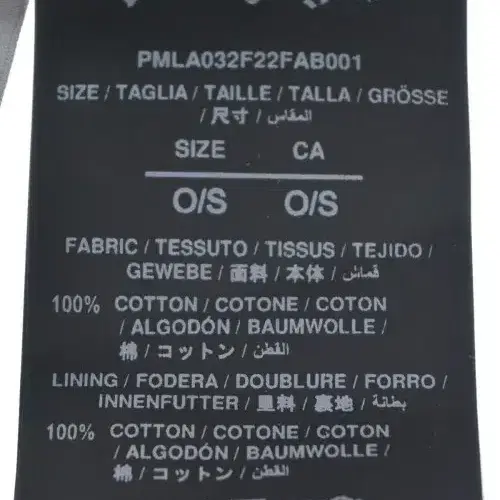 PMLA032F22FAB001
SIZE / TAGLIA / TAILLE / TALLA / GRÖSSE
/ 尺寸 / المقاس /
SIZE CA
O/S O/S
FABRIC / TESSUTO / TISSUS / TEJIDO /
GEWEBE / 面料 / 本体 / قماش
100% COTTON / COTONE / COTON
/ ALGODÓN / BAUMWOLLE /
棉 / コットン / القطن
LINING / FODERA / DOUBLURE / FORRO /
INNENFUTTER / 里料 / 裏地 / بطانة
100% COTTON / COTONE / COTON
/ ALGODÓN / BAUMWOLLE /
棉 / コットン / القطن